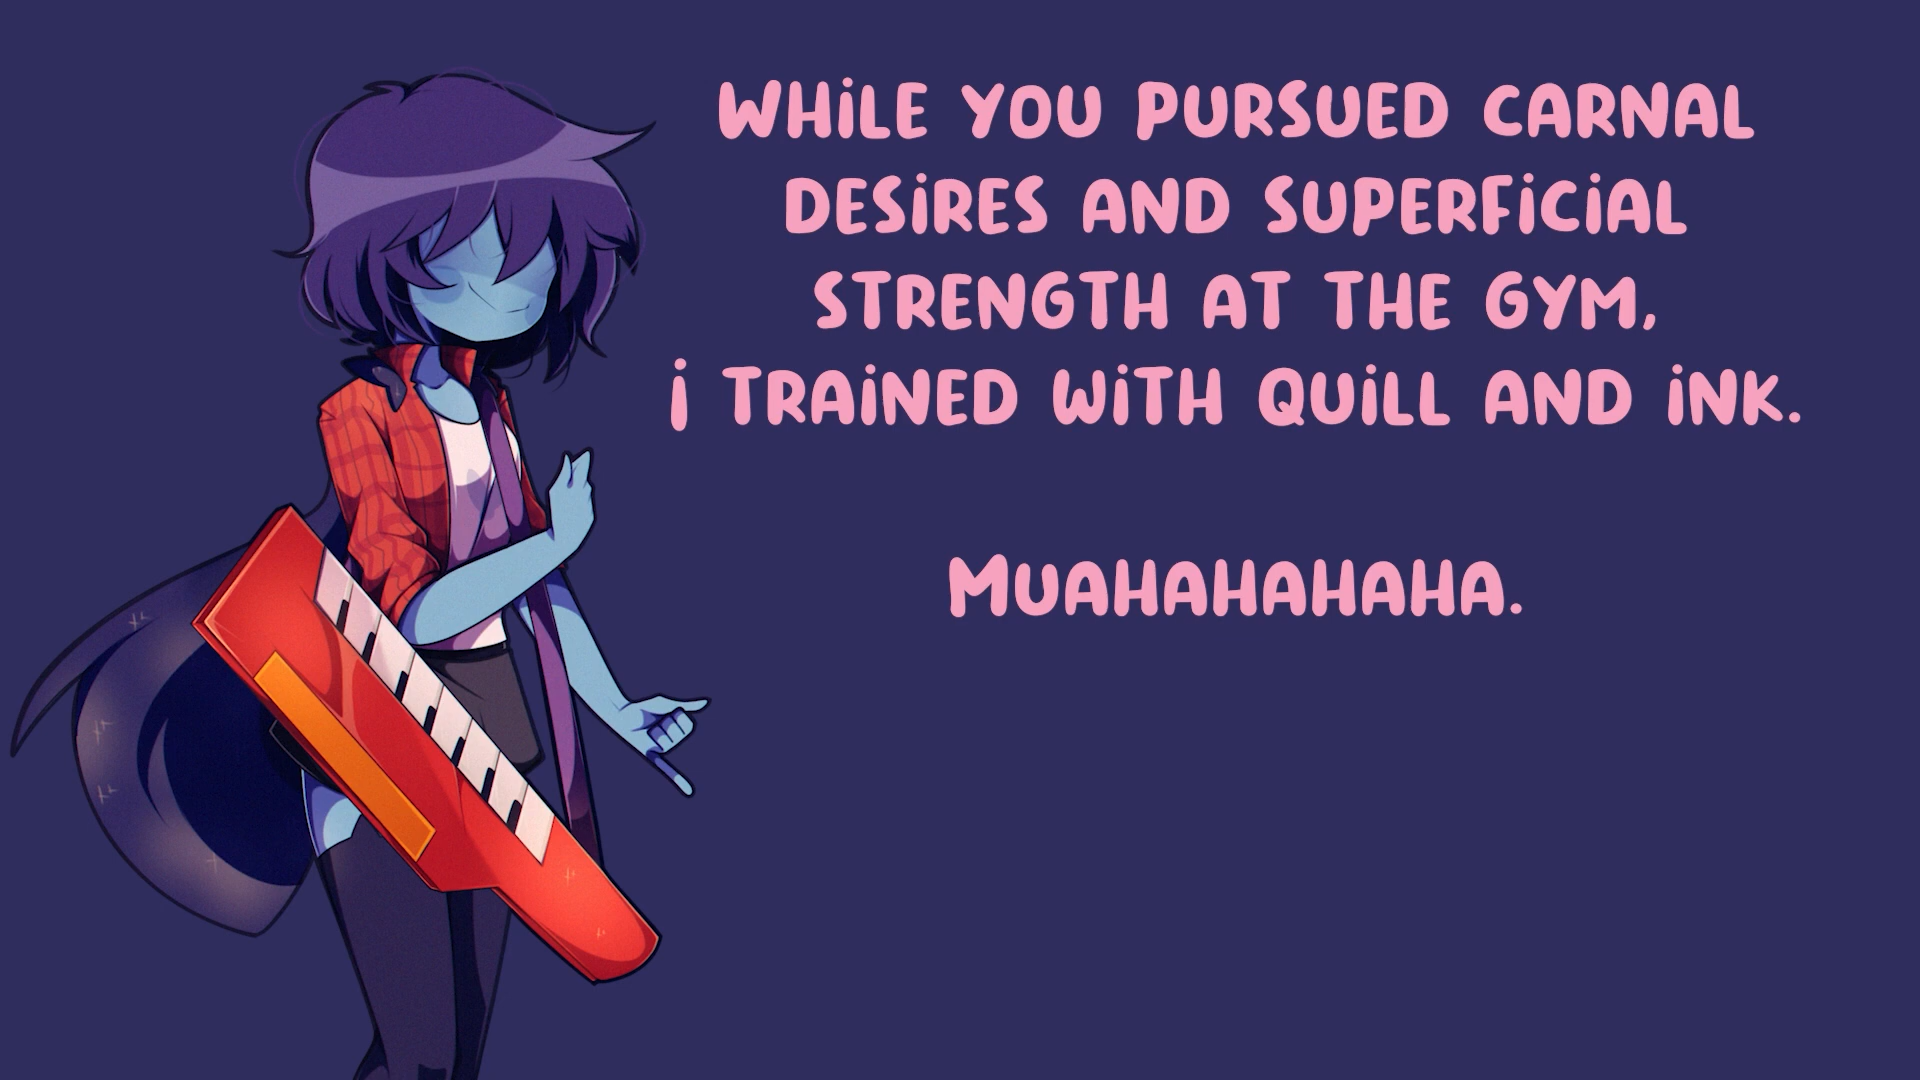 WHiLE YOU PURSUED CARNAL
DESiRES AND SUPERFiCiAL
STRENGTH AT THE GYM,
i TRAiNED WiTH QUiLL AND iNK.
MUAHAHAHAHA.